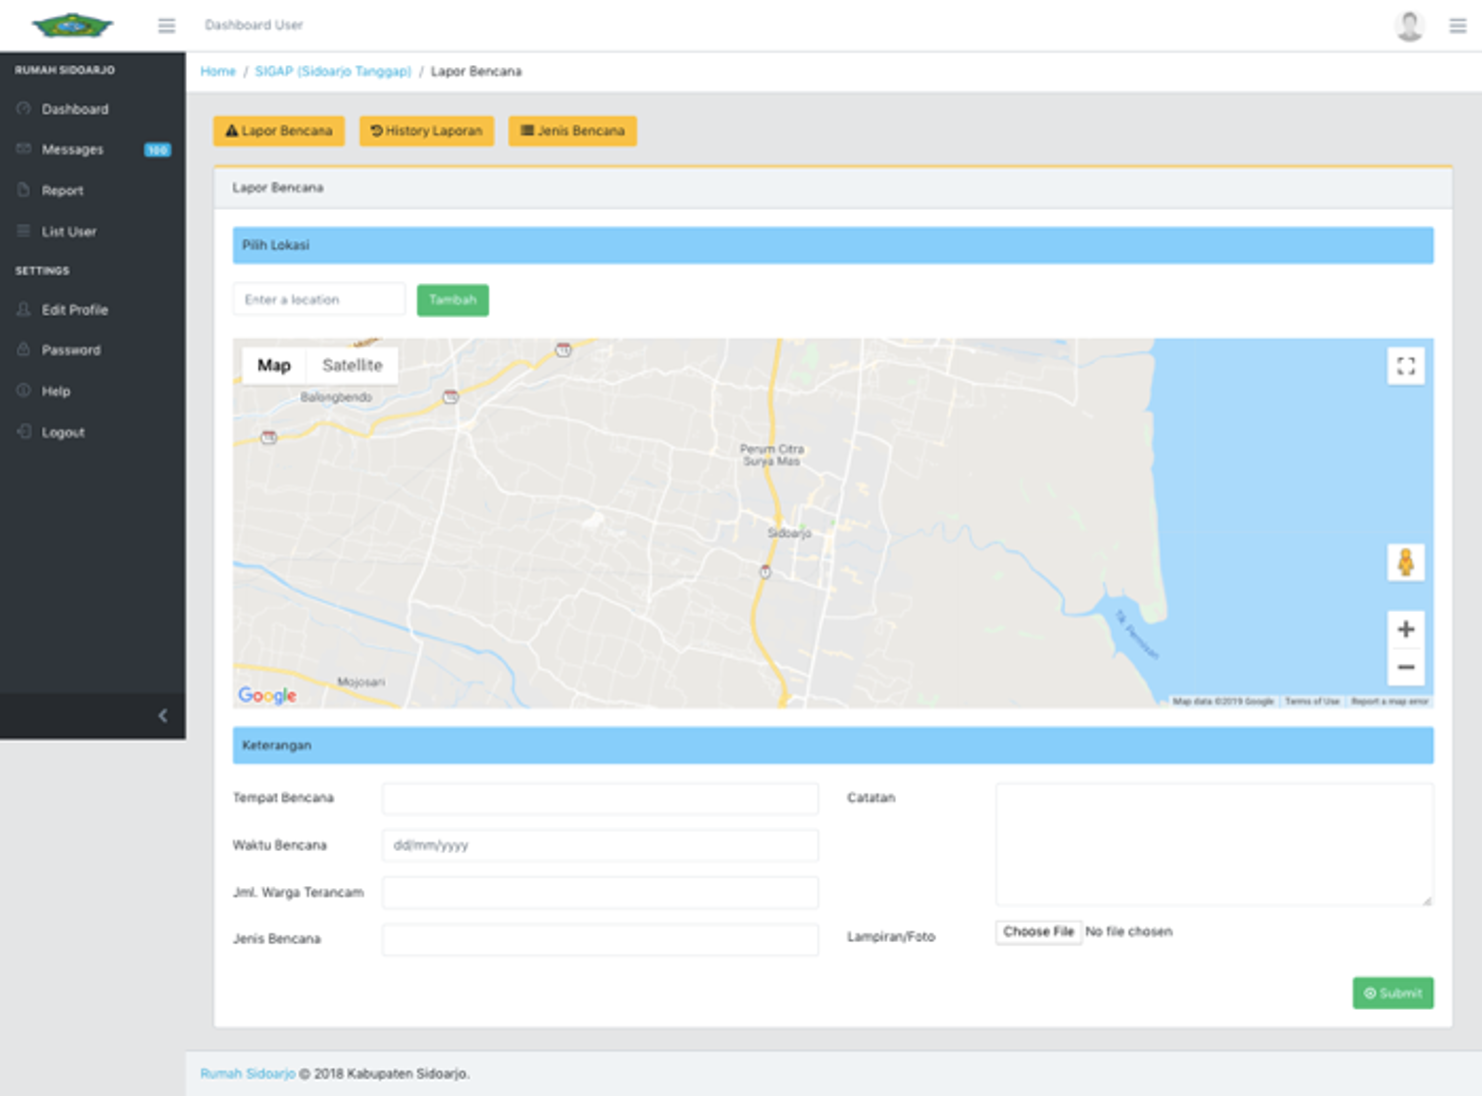 Dashboard User
RUMAH SIDOARJO
Dashboard
Messages 100
Report
List User
SETTINGS
Edit Profile
Password
Help
Logout
Home / SIGAP (Sidoarjo Tanggap) / Lapor Bencana
Lapor Bencana
History Laporan
Jenis Bencana
Lapor Bencana
Pilih Lokasi
Enter a location
Tambah
Map Satellite
Balongbendo
Perum Citra
Surya Mas
Sidoarjo
Mojosari
Google
Map data ©2019 Google Terms of Use Report a map error
Keterangan
Tempat Bencana
Waktu Bencana dd/mm/yyyy
Jml. Warga Terancam
Jenis Bencana
Catatan
Lampiran/Foto Choose File No file chosen
Submit
Rumah Sidoarjo © 2018 Kabupaten Sidoarjo.